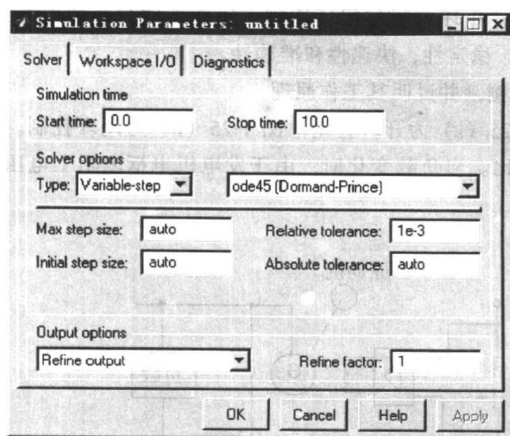 Simulation Parameters: untitled
Solver Workspace I/O Diagnostics
Simulation time
Start time: 0.0 Stop time: 10.0
Solver options
Type: Variable-step ode45 (Dormand-Prince)
Max step size: auto Relative tolerance: 1e-3
Initial step size: auto Absolute tolerance: auto
Output options
Refine output Refine factor: 1
OK Cancel Help Apply